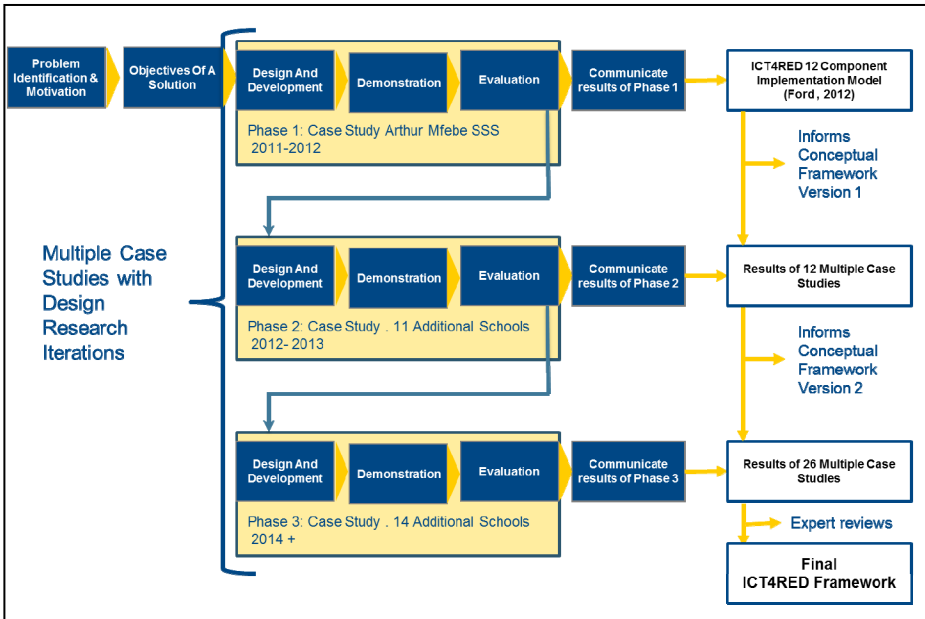 Problem
Identification &
Motivation
Objectives Of A
Solution
Design And
Development
Demonstration
Evaluation
Communicate
results of Phase 1
ICT4RED 12 Component
Implementation Model
(Ford , 2012)
Phase 1: Case Study Arthur Mfebe SSS
2011-2012
Informs
Conceptual
Framework
Version 1
Multiple Case
Studies with
Design
Research
Iterations
Design And
Development
Demonstration
Evaluation
Communicate
results of Phase 2
Results of 12 Multiple Case
Studies
Phase 2: Case Study . 11 Additional Schools
2012- 2013
Informs
Conceptual
Framework
Version 2
Design And
Development
Demonstration
Evaluation
Communicate
results of Phase 3
Results of 26 Multiple Case
Studies
Phase 3: Case Study . 14 Additional Schools
2014 +
Expert reviews
Final
ICT4RED Framework